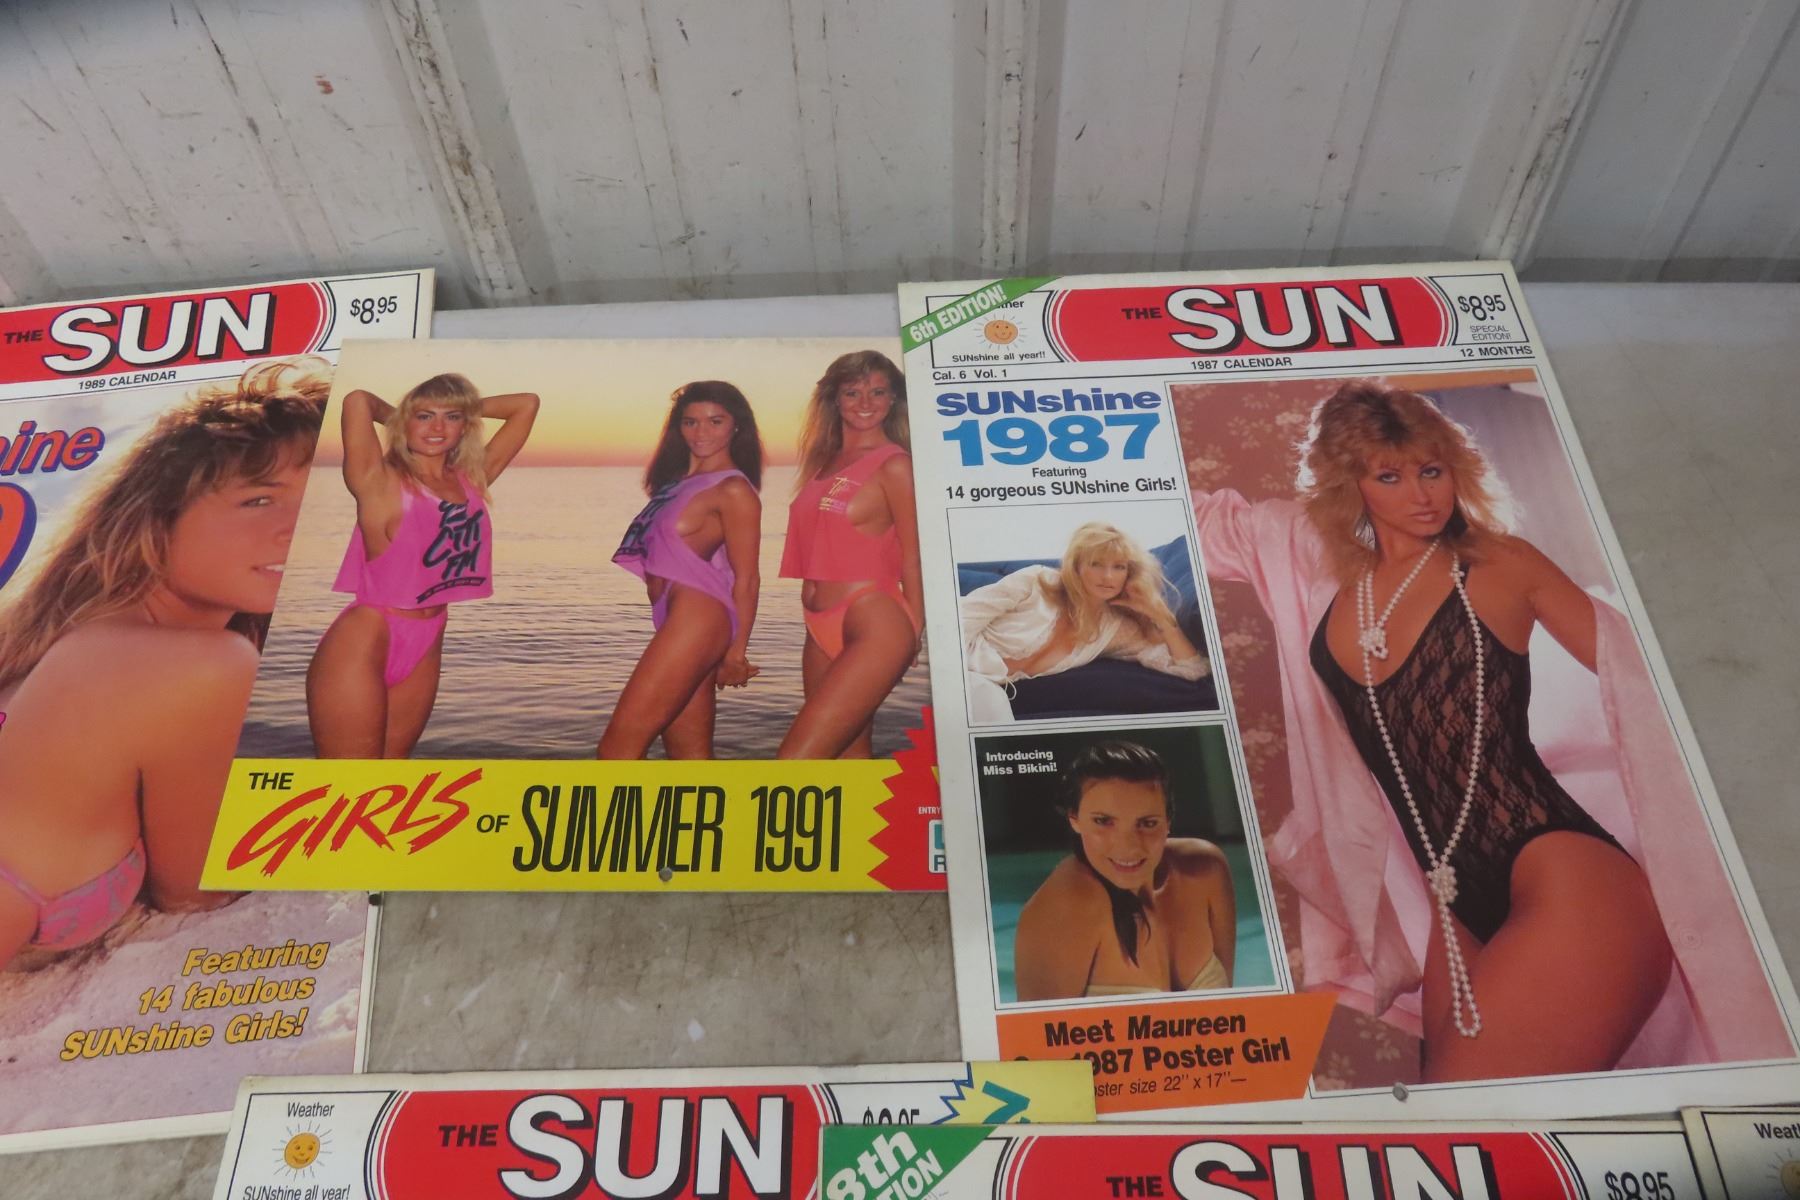 THE SUN
$8.95
1989 CALENDAR
Featuring
14 fabulous
SUNshine Girls!
CITI
FM
THE GIRLS OF SUMMER 1991
ENTRY
6th EDITION!
SUNshine all year!!
THE SUN
$8.95
SPECIAL
EDITION!
Cal. 6 Vol. 1
1987 CALENDAR
12 MONTHS
SUNshine
1987
Featuring
14 gorgeous SUNshine Girls!
Introducing
Miss Bikini!
Meet Maureen
1987 Poster Girl
size 22" x 17"—
Weather
SUNshine all year!
THE SUN
8th
THE SUN
$8.95